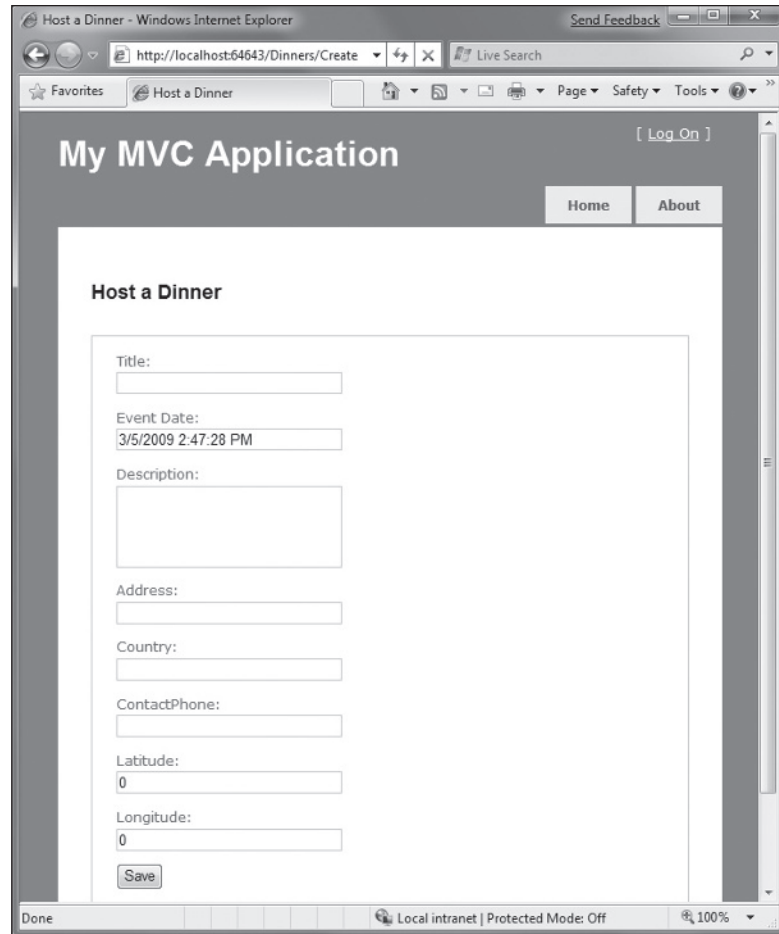 Host a Dinner - Windows Internet Explorer
Send Feedback
http://localhost:64643/Dinners/Create
Live Search
Favorites
Host a Dinner
Page
Safety
Tools
My MVC Application
[ Log On ]
Home
About
Host a Dinner
Title:
Event Date:
3/5/2009 2:47:28 PM
Description:
Address:
Country:
ContactPhone:
Latitude:
0
Longitude:
0
Save
Done
Local intranet | Protected Mode: Off
100%